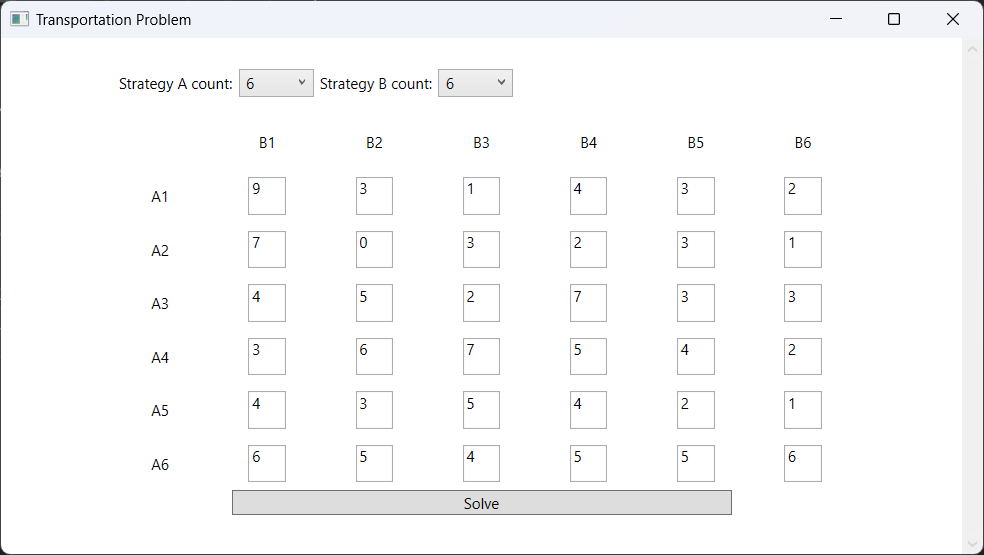 Transportation Problem
Strategy A count: 6 Strategy B count: 6
B1 B2 B3 B4 B5 B6
A1 9 3 1 4 3 2
A2 7 0 3 2 3 1
A3 4 5 2 7 3 3
A4 3 6 7 5 4 2
A5 4 3 5 4 2 1
A6 6 5 4 5 5 6
Solve